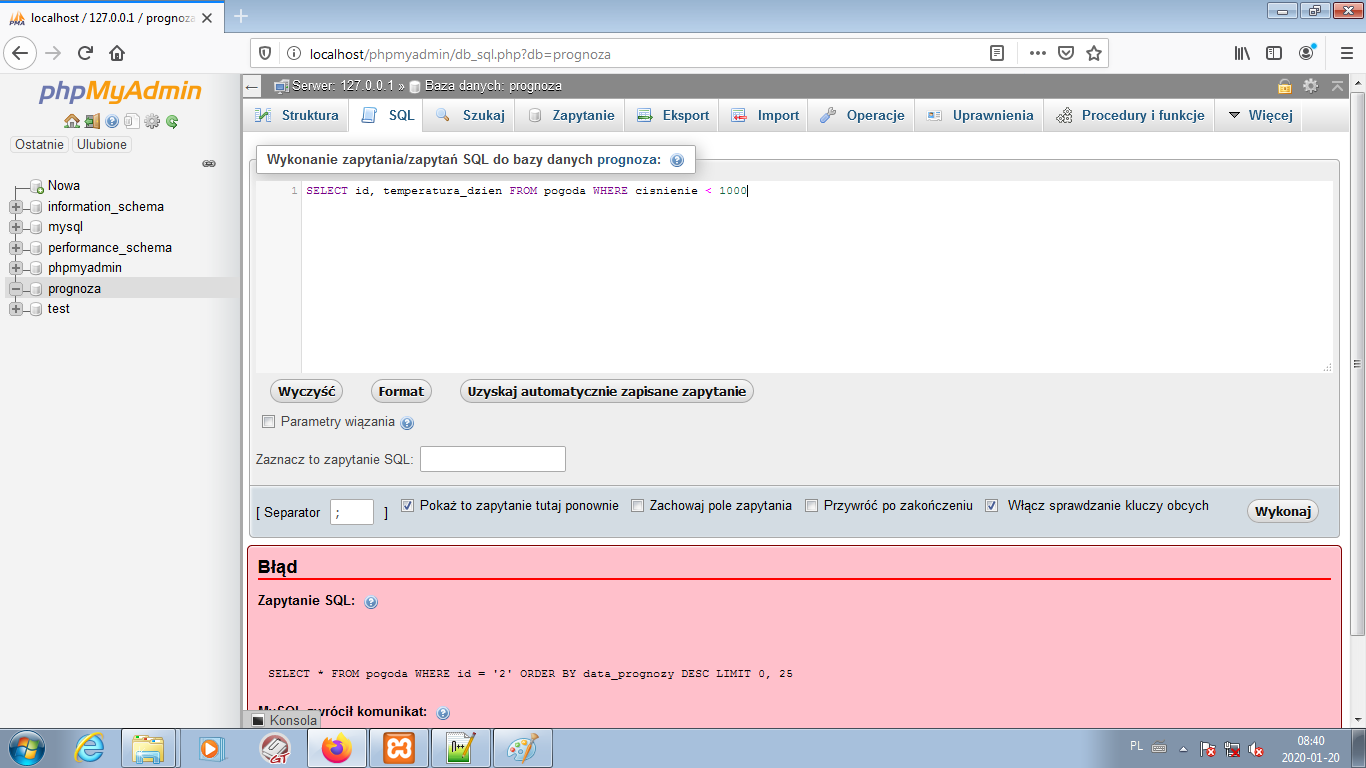 localhost / 127.0.0.1 / prognoza
localhost/phpmyadmin/db_sql.php?db=prognoza
phpMyAdmin
Ostatnie Ulubione
Nowa
information_schema
mysql
performance_schema
phpmyadmin
prognoza
test
Serwer: 127.0.0.1 » Baza danych: prognoza
Struktura SQL Szukaj Zapytanie Eksport Import Operacje Uprawnienia Procedury i funkcje Więcej
Wykonanie zapytania/zapytań SQL do bazy danych prognoza:
1 SELECT id, temperatura_dzien FROM pogoda WHERE cisnienie < 1000
Wyczyść Format Uzyskaj automatycznie zapisane zapytanie
Parametry wiązania
Zaznacz to zapytanie SQL:
[ Separator ; ] Pokaż to zapytanie tutaj ponownie Zachowaj pole zapytania Przywróć po zakończeniu Włącz sprawdzanie kluczy obcych Wykonaj
Błąd
Zapytanie SQL:
SELECT * FROM pogoda WHERE id = '2' ORDER BY data_prognozy DESC LIMIT 0, 25
MySQL zwrócił komunikat:
Konsola
PL
08:40
2020-01-20